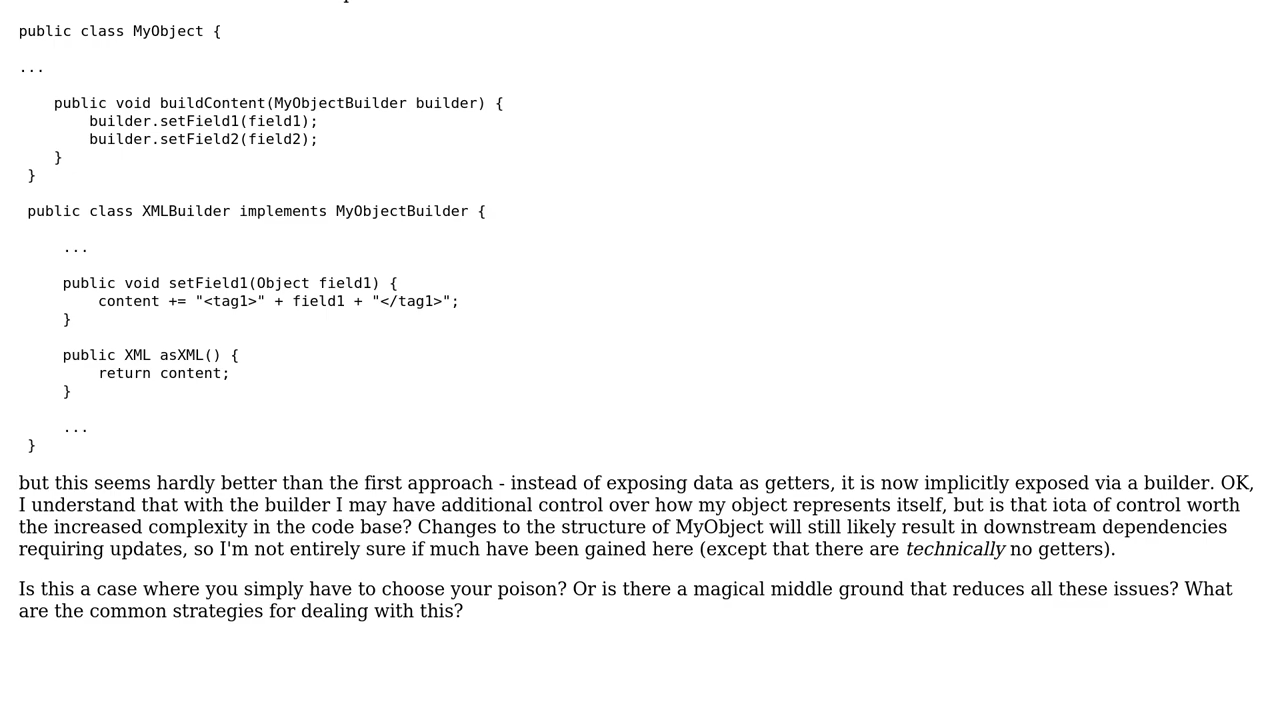 public class MyObject {
...
    public void buildContent(MyObjectBuilder builder) {
        builder.setField1(field1);
        builder.setField2(field2);
    }
 }
 public class XMLBuilder implements MyObjectBuilder {
     ...
     public void setField1(Object field1) {
         content += "<tag1>" + field1 + "</tag1>";
     }
     public XML asXML() {
         return content;
     }
     ...
 }
but this seems hardly better than the first approach - instead of exposing data as getters, it is now implicitly exposed via a builder. OK,
I understand that with the builder I may have additional control over how my object represents itself, but is that iota of control worth
the increased complexity in the code base? Changes to the structure of MyObject will still likely result in downstream dependencies
requiring updates, so I'm not entirely sure if much have been gained here (except that there are technically no getters).
Is this a case where you simply have to choose your poison? Or is there a magical middle ground that reduces all these issues? What
are the common strategies for dealing with this?